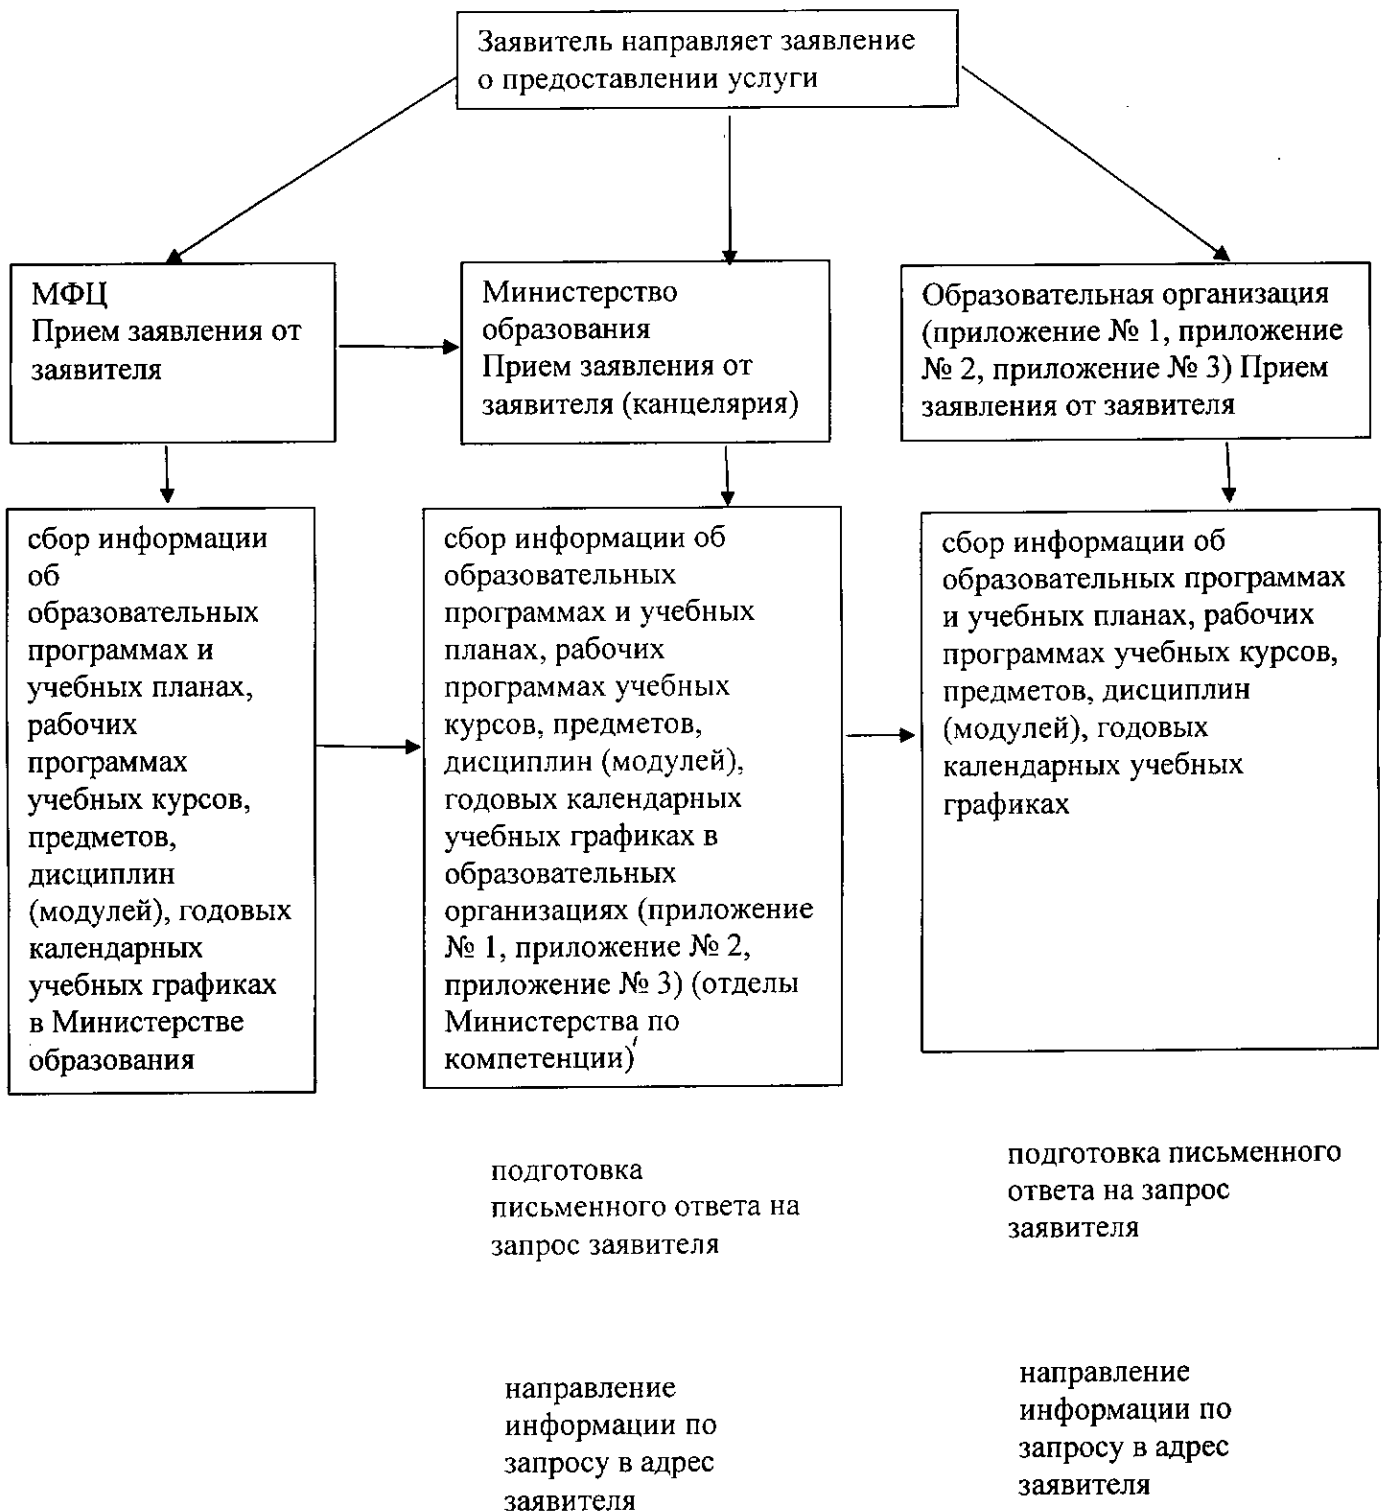 Заявитель направляет заявление
о предоставлении услуги
МФЦ
Прием заявления от
заявителя
Министерство
образования
Прием заявления от
заявителя (канцелярия)
Образовательная организация
(приложение № 1, приложение
№ 2, приложение № 3) Прием
заявления от заявителя
сбор информации
об
образовательных
программах и
учебных планах,
рабочих
программах
учебных курсов,
предметов,
дисциплин
(модулей), годовых
календарных
учебных графиках
в Министерстве
образования
сбор информации об
образовательных
программах и учебных
планах, рабочих
программах учебных
курсов, предметов,
дисциплин (модулей),
годовых календарных
учебных графиках в
образовательных
организациях (приложение
№ 1, приложение № 2,
приложение № 3) (отделы
Министерства по
компетенции)
сбор информации об
образовательных программах
и учебных планах, рабочих
программах учебных курсов,
предметов, дисциплин
(модулей), годовых
календарных учебных
графиках
подготовка
письменного ответа на
запрос заявителя
подготовка письменного
ответа на запрос
заявителя
направление
информации по
запросу в адрес
заявителя
направление
информации по
запросу в адрес
заявителя